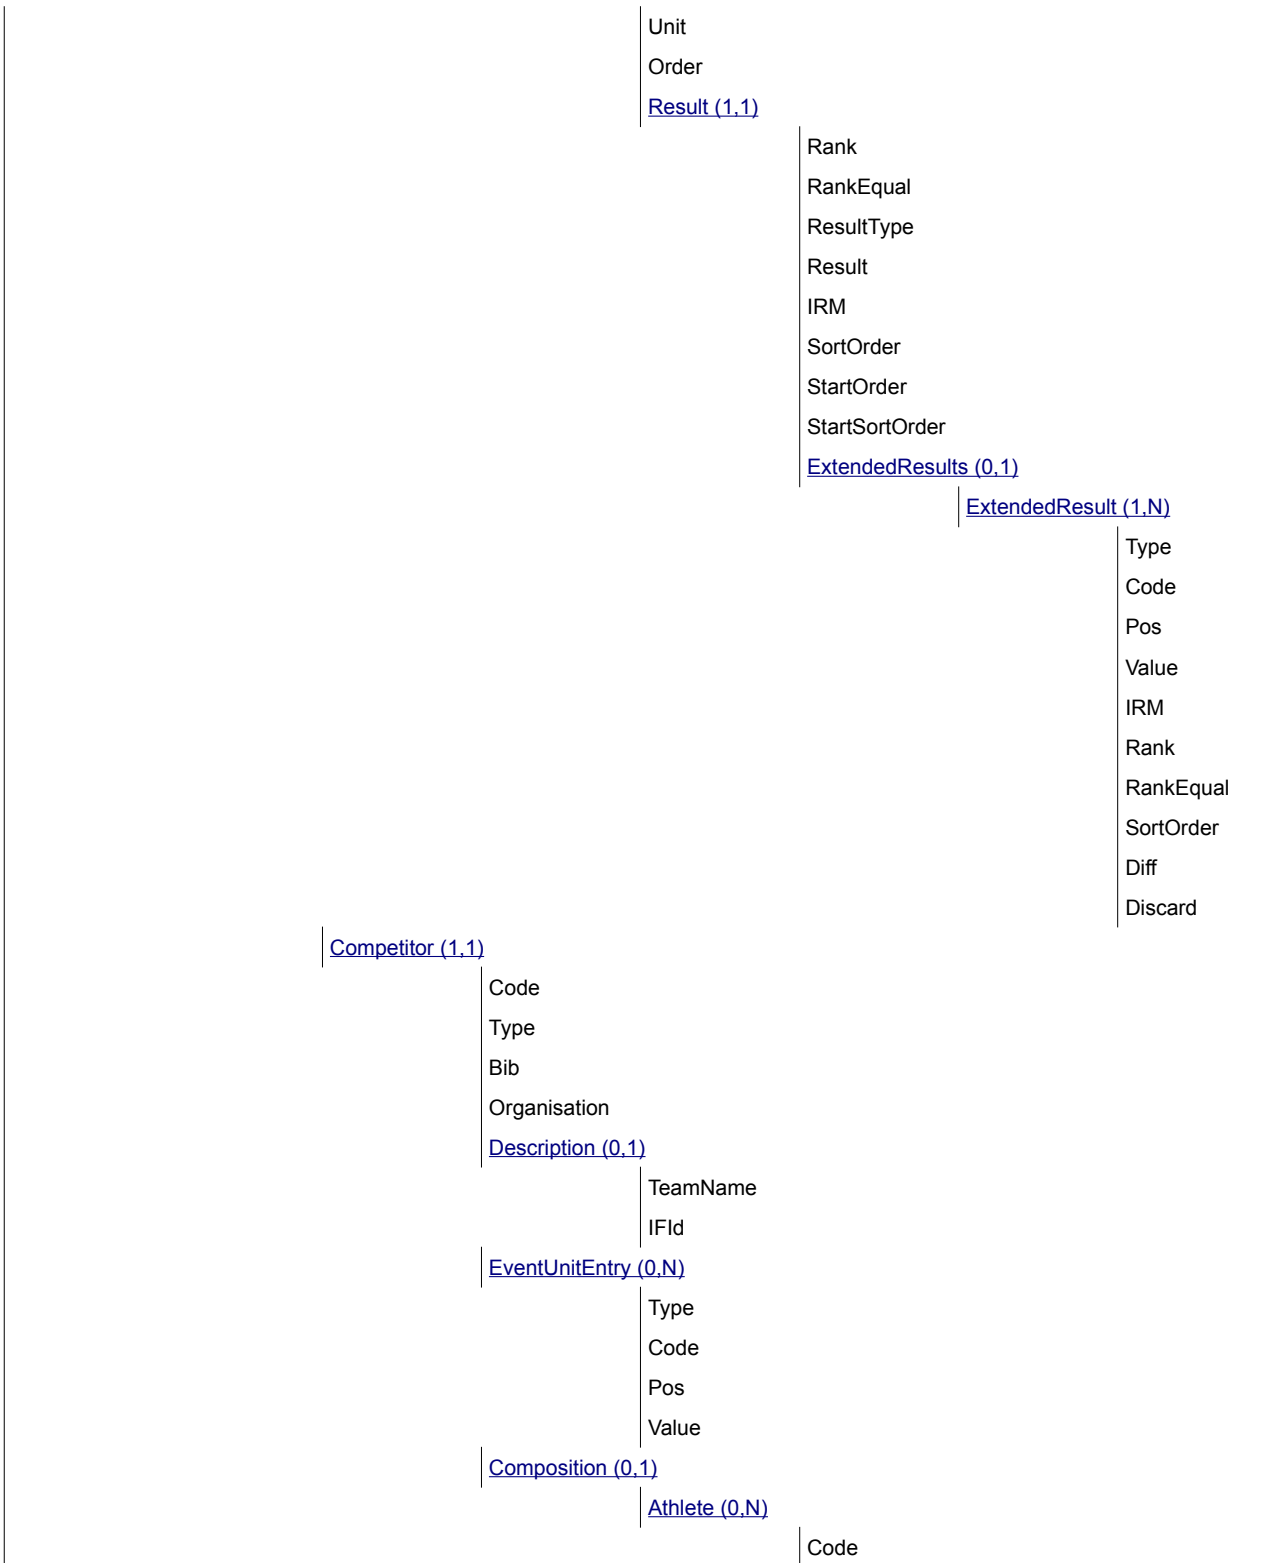 Unit
Order
Result (1,1)
Rank
RankEqual
ResultType
Result
IRM
SortOrder
StartOrder
StartSortOrder
ExtendedResults (0,1)
ExtendedResult (1,N)
Type
Code
Pos
Value
IRM
Rank
RankEqual
SortOrder
Diff
Discard
Competitor (1,1)
Code
Type
Bib
Organisation
Description (0,1)
TeamName
IFId
EventUnitEntry (0,N)
Type
Code
Pos
Value
Composition (0,1)
Athlete (0,N)
Code